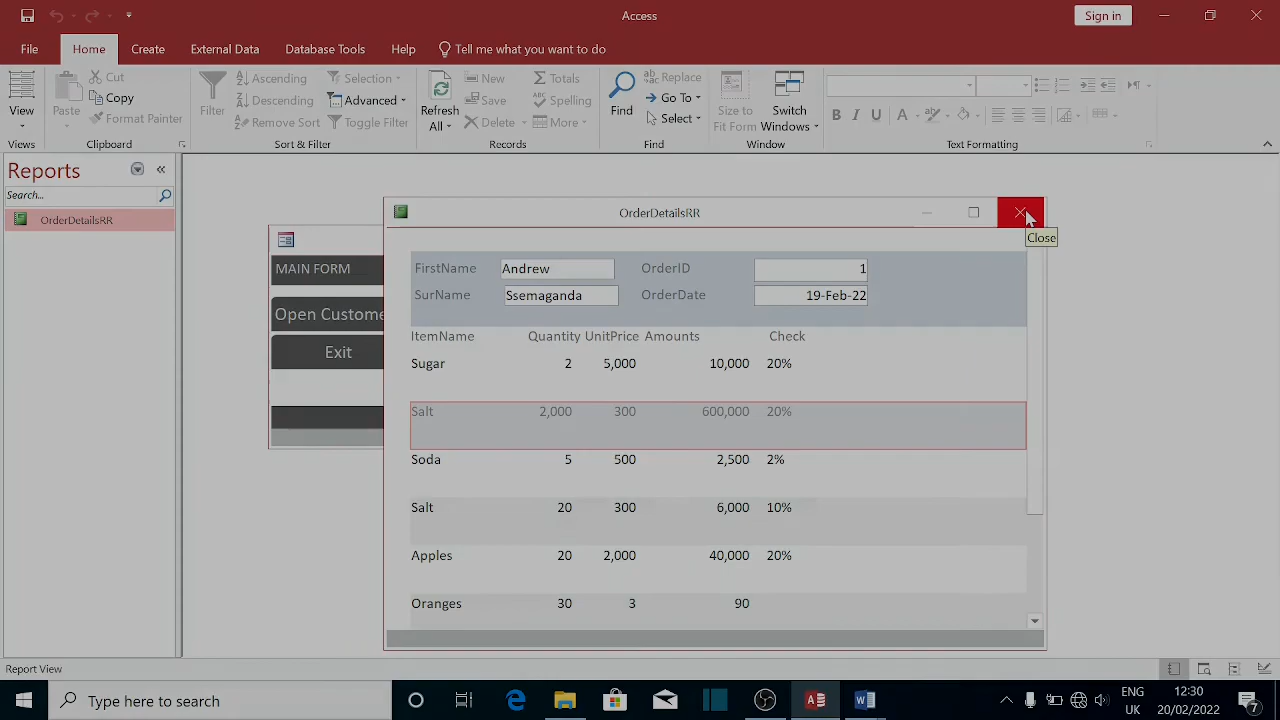 Access
Sign in
File Home Create External Data Database Tools Help Tell me what you want to do
View
Views
Paste
Cut
Copy
Format Painter
Clipboard
Filter
Ascending
Descending
Remove Sort
Selection
Advanced
Toggle Filter
Sort & Filter
Refresh
All
New
Save
Delete
Totals
Spelling
More
Records
Find
Replace
Go To
Select
Find
Size to
Fit Form
Switch
Windows
Window
B I U
Text Formatting
Reports
Search...
OrderDetailsRR
MAIN FORM
Open Custome
Exit
OrderDetailsRR
Close
FirstName Andrew OrderID 1
SurName Ssemaganda OrderDate 19-Feb-22
ItemName Quantity UnitPrice Amounts Check
Sugar 2 5,000 10,000 20%
Salt 2,000 300 600,000 20%
Soda 5 500 2,500 2%
Salt 20 300 6,000 10%
Apples 20 2,000 40,000 20%
Oranges 30 3 90
Report View
Type here to search
ENG
UK
12:30
20/02/2022
7